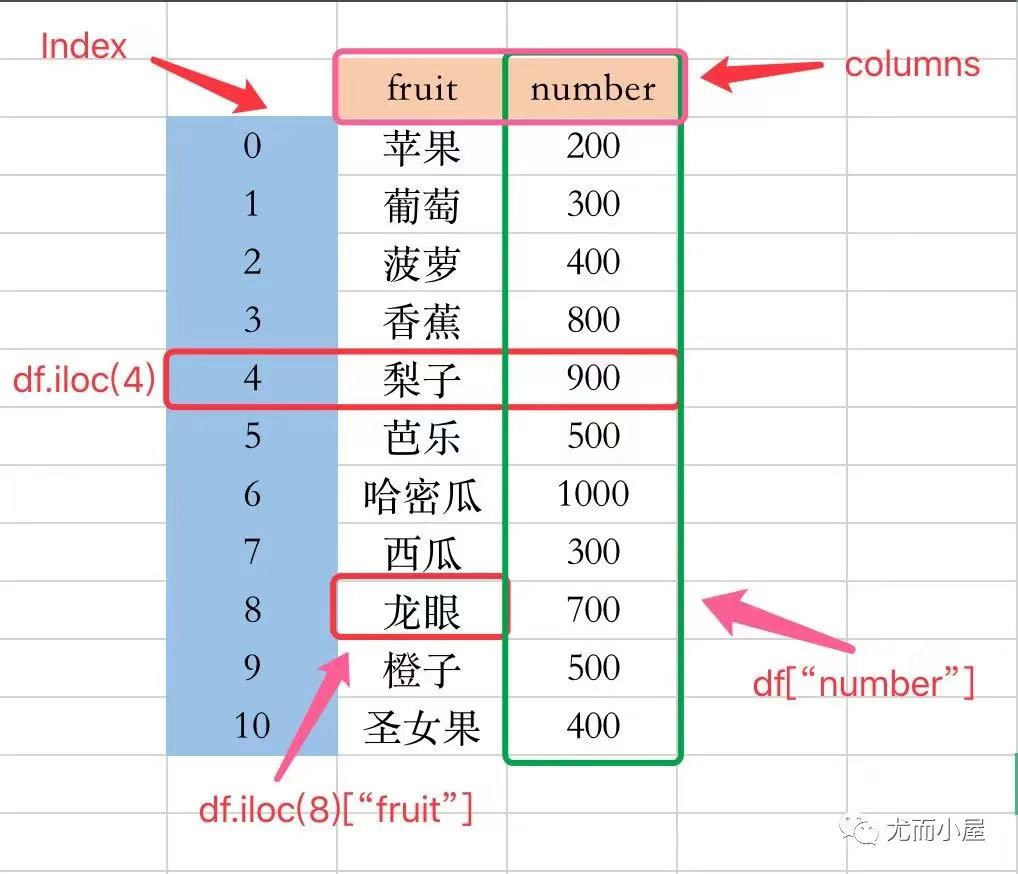 Index
columns
fruit number
0 苹果 200
1 葡萄 300
2 菠萝 400
3 香蕉 800
df.iloc(4) 4 梨子 900
5 芭乐 500
6 哈密瓜 1000
7 西瓜 300
8 龙眼 700
9 橙子 500
df[“number”]
10 圣女果 400
df.iloc(8)[“fruit”]
尤而小屋